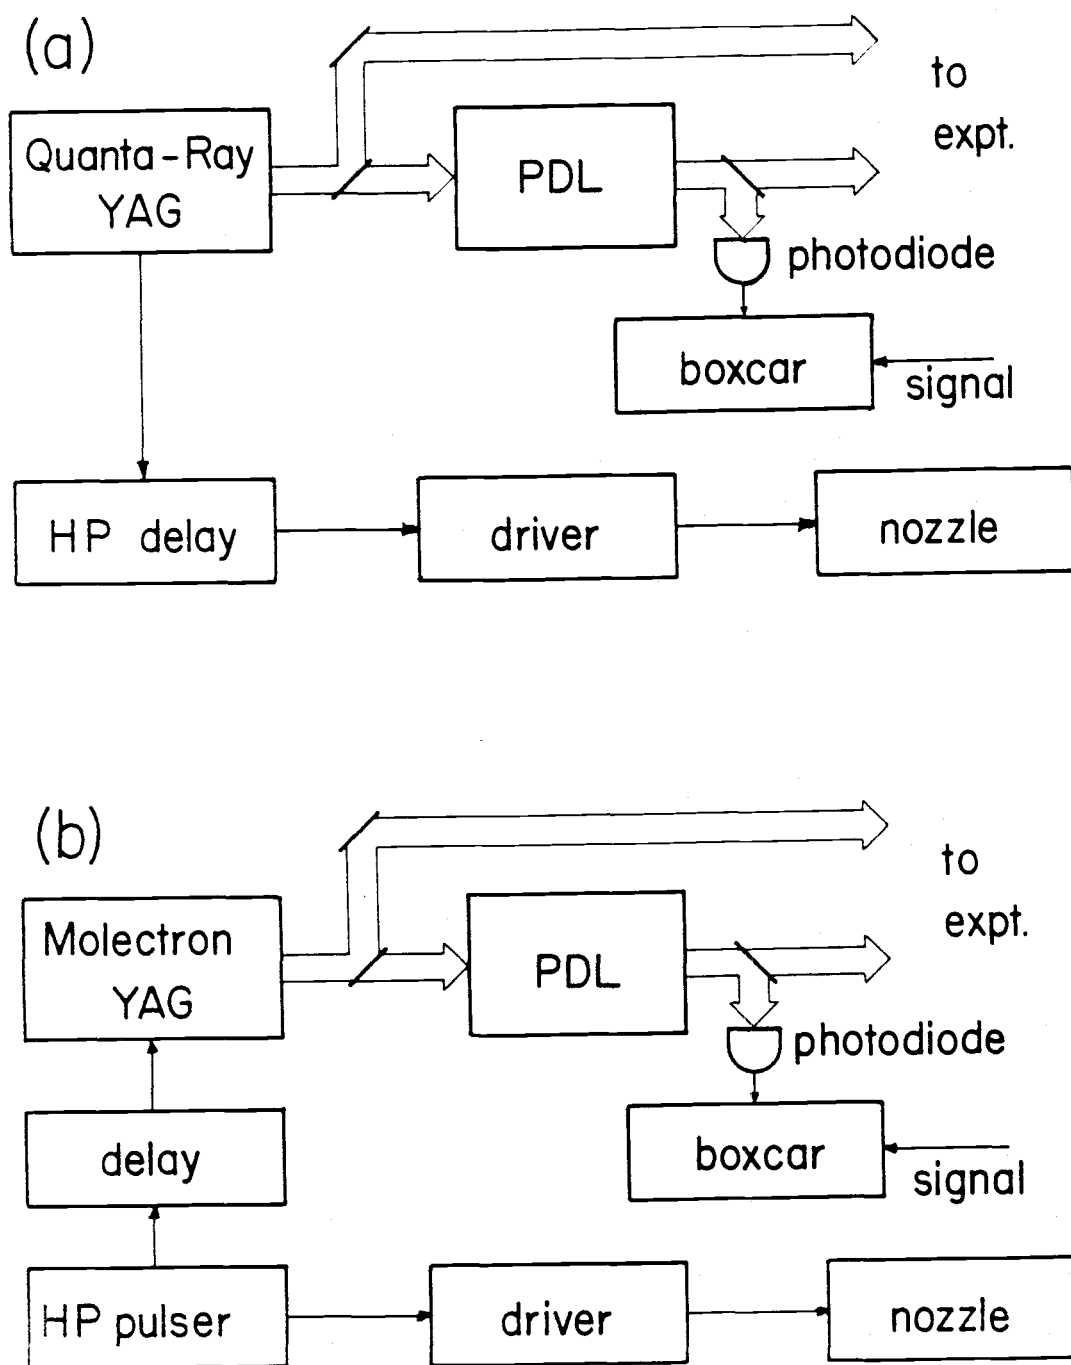 (a)
to
expt.
Quanta-Ray
YAG
PDL
photodiode
boxcar
signal
HP delay
driver
nozzle
(b)
to
expt.
Molectron
YAG
PDL
photodiode
delay
boxcar
signal
HP pulser
driver
nozzle